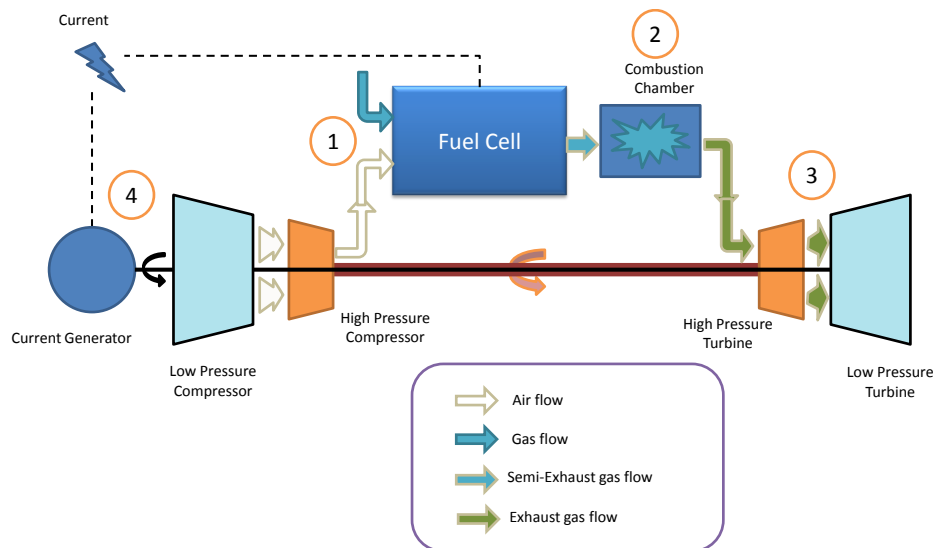 Current
2
Combustion
Chamber
1
Fuel Cell
3
4
Current Generator
High Pressure
Compressor
High Pressure
Turbine
Low Pressure
Compressor
Low Pressure
Turbine
Air flow
Gas flow
Semi-Exhaust gas flow
Exhaust gas flow